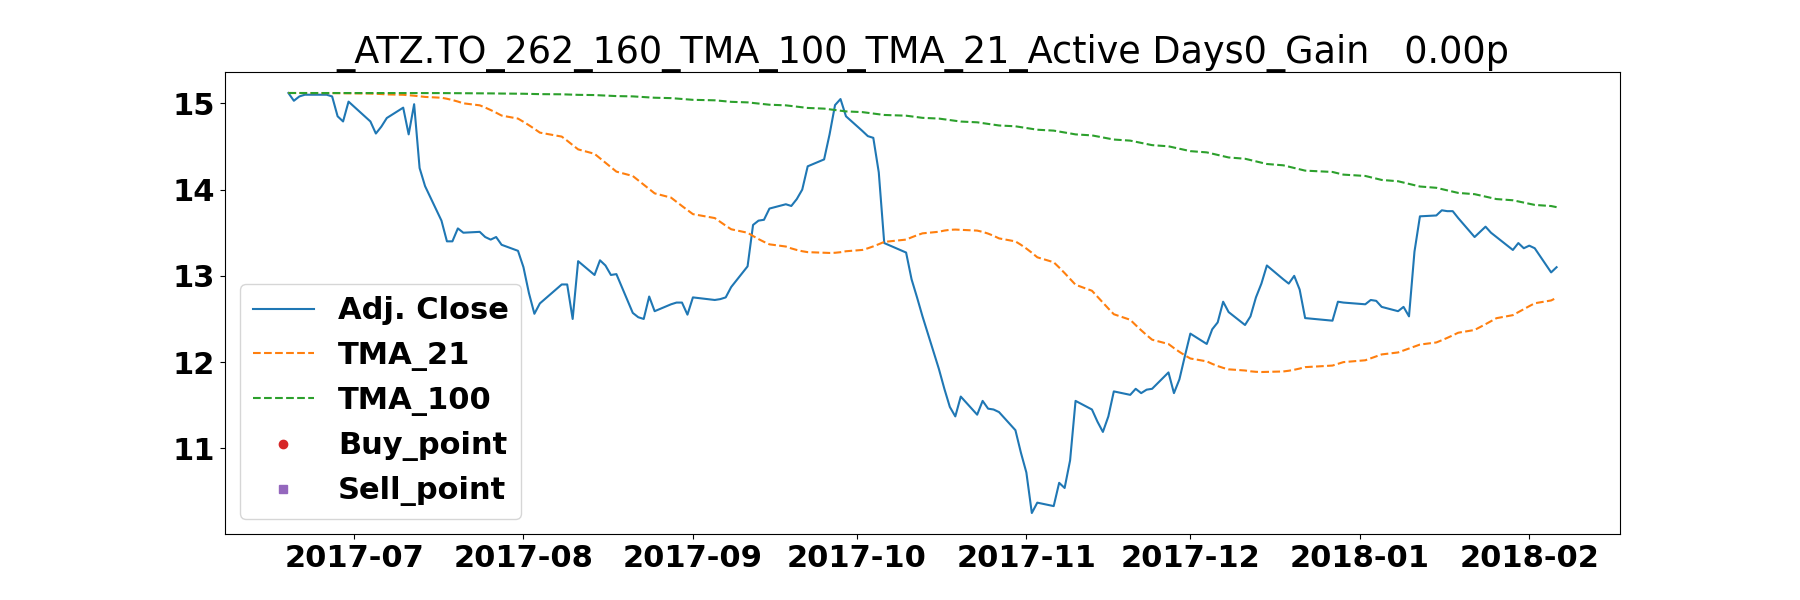 _ATZ.TO_262_160_TMA_100_TMA_21_Active Days0_Gain   0.00p
15
14
13
12
11
Adj. Close
TMA_21
TMA_100
Buy_point
Sell_point
2017-07 2017-08 2017-09 2017-10 2017-11 2017-12 2018-01 2018-02